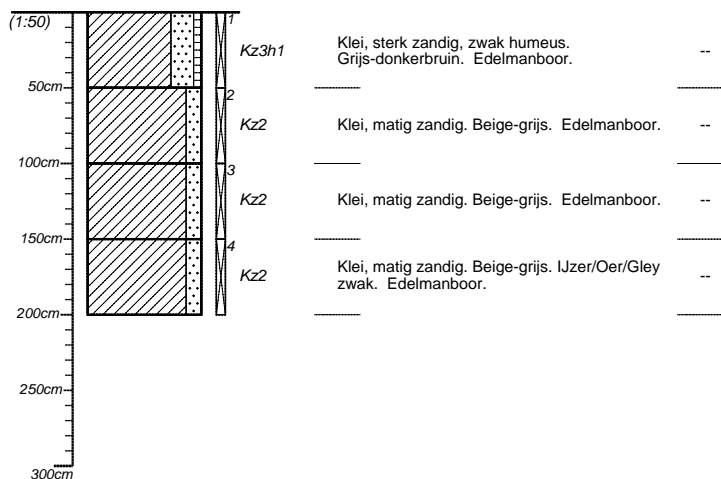 (1:50)
1
Kz3h1
Klei, sterk zandig, zwak humeus.
Grijs-donkerbruin. Edelmanboor.
--
50cm
2
Kz2
Klei, matig zandig. Beige-grijs. Edelmanboor.
--
100cm
3
Kz2
Klei, matig zandig. Beige-grijs. Edelmanboor.
--
150cm
4
Kz2
Klei, matig zandig. Beige-grijs. IJzer/Oer/Gley
zwak. Edelmanboor.
--
200cm
250cm
300cm